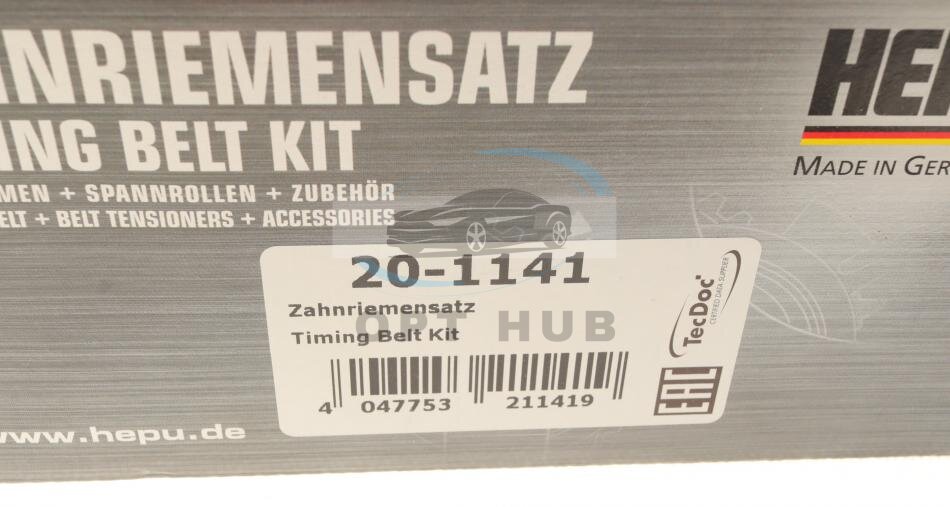 NRIEMENSATZ
ING BELT KIT
MEN + SPANNROLLEN + ZUBEHÖR
ELT + BELT TENSIONERS + ACCESSORIES
HEP
MADE IN GER
20-1141
Zahnriemensatz
Timing Belt Kit
OPT HUB
4 047753 211419
TecDoc
CERTIFIED DATA SUPPLIER
EAC
www.hepu.de